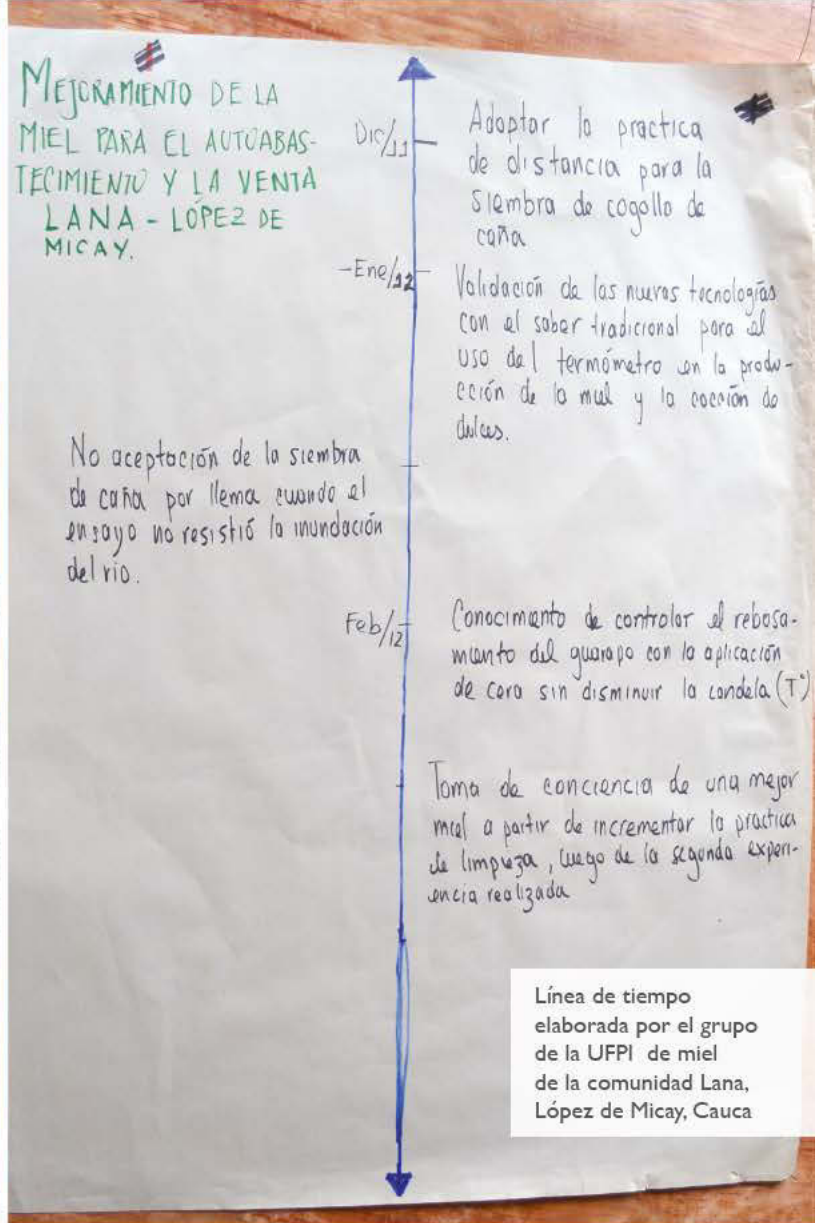 MEJORAMIENTO DE LA
MIEL PARA EL AUTOABAS-
TECIMIENTO Y LA VENTA
LANA - LÓPEZ DE
MICAY.
Dic/11
Adoptar la practica
de distancia para la
siembra de cogollo de
caña
-Ene/12
Validación de las nuevas tecnologías
con el saber tradicional para el
uso del termómetro en la produ-
cción de la miel y la cocción de
dulces.
No aceptación de la siembra
de caña por llema cuando el
ensayo no resistió la inundación
del rio.
Feb/12
Conocimiento de controlar el rebosa-
miento del guarapo con la aplicación
de cera sin disminuir la candela (T°)
Toma de conciencia de una mejor
miel a partir de incrementar la practica
de limpieza, luego de la segunda experi-
encia realizada
Línea de tiempo
elaborada por el grupo
de la UFPI de miel
de la comunidad Lana,
López de Micay, Cauca